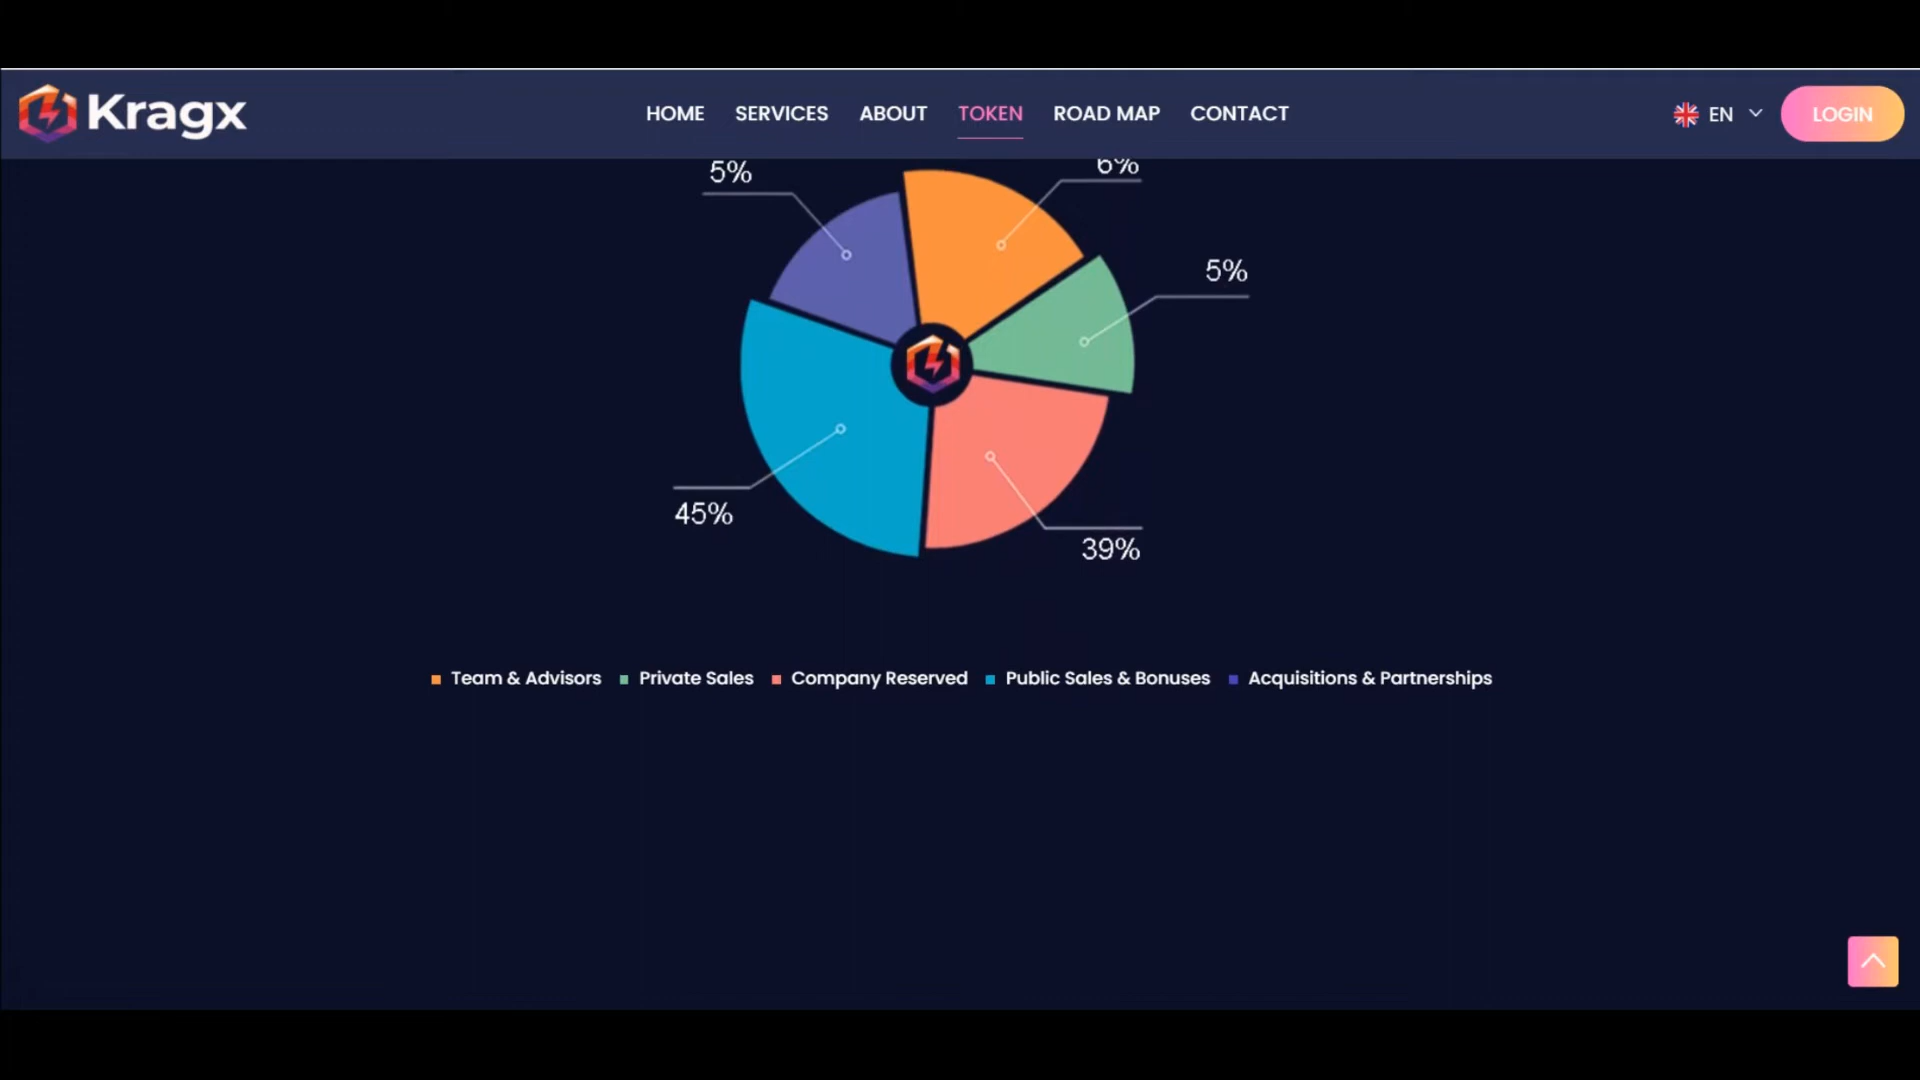 Kragx
HOME SERVICES ABOUT TOKEN ROAD MAP CONTACT
EN
LOGIN
5%
6%
5%
45%
39%
Team & Advisors Private Sales Company Reserved Public Sales & Bonuses Acquisitions & Partnerships